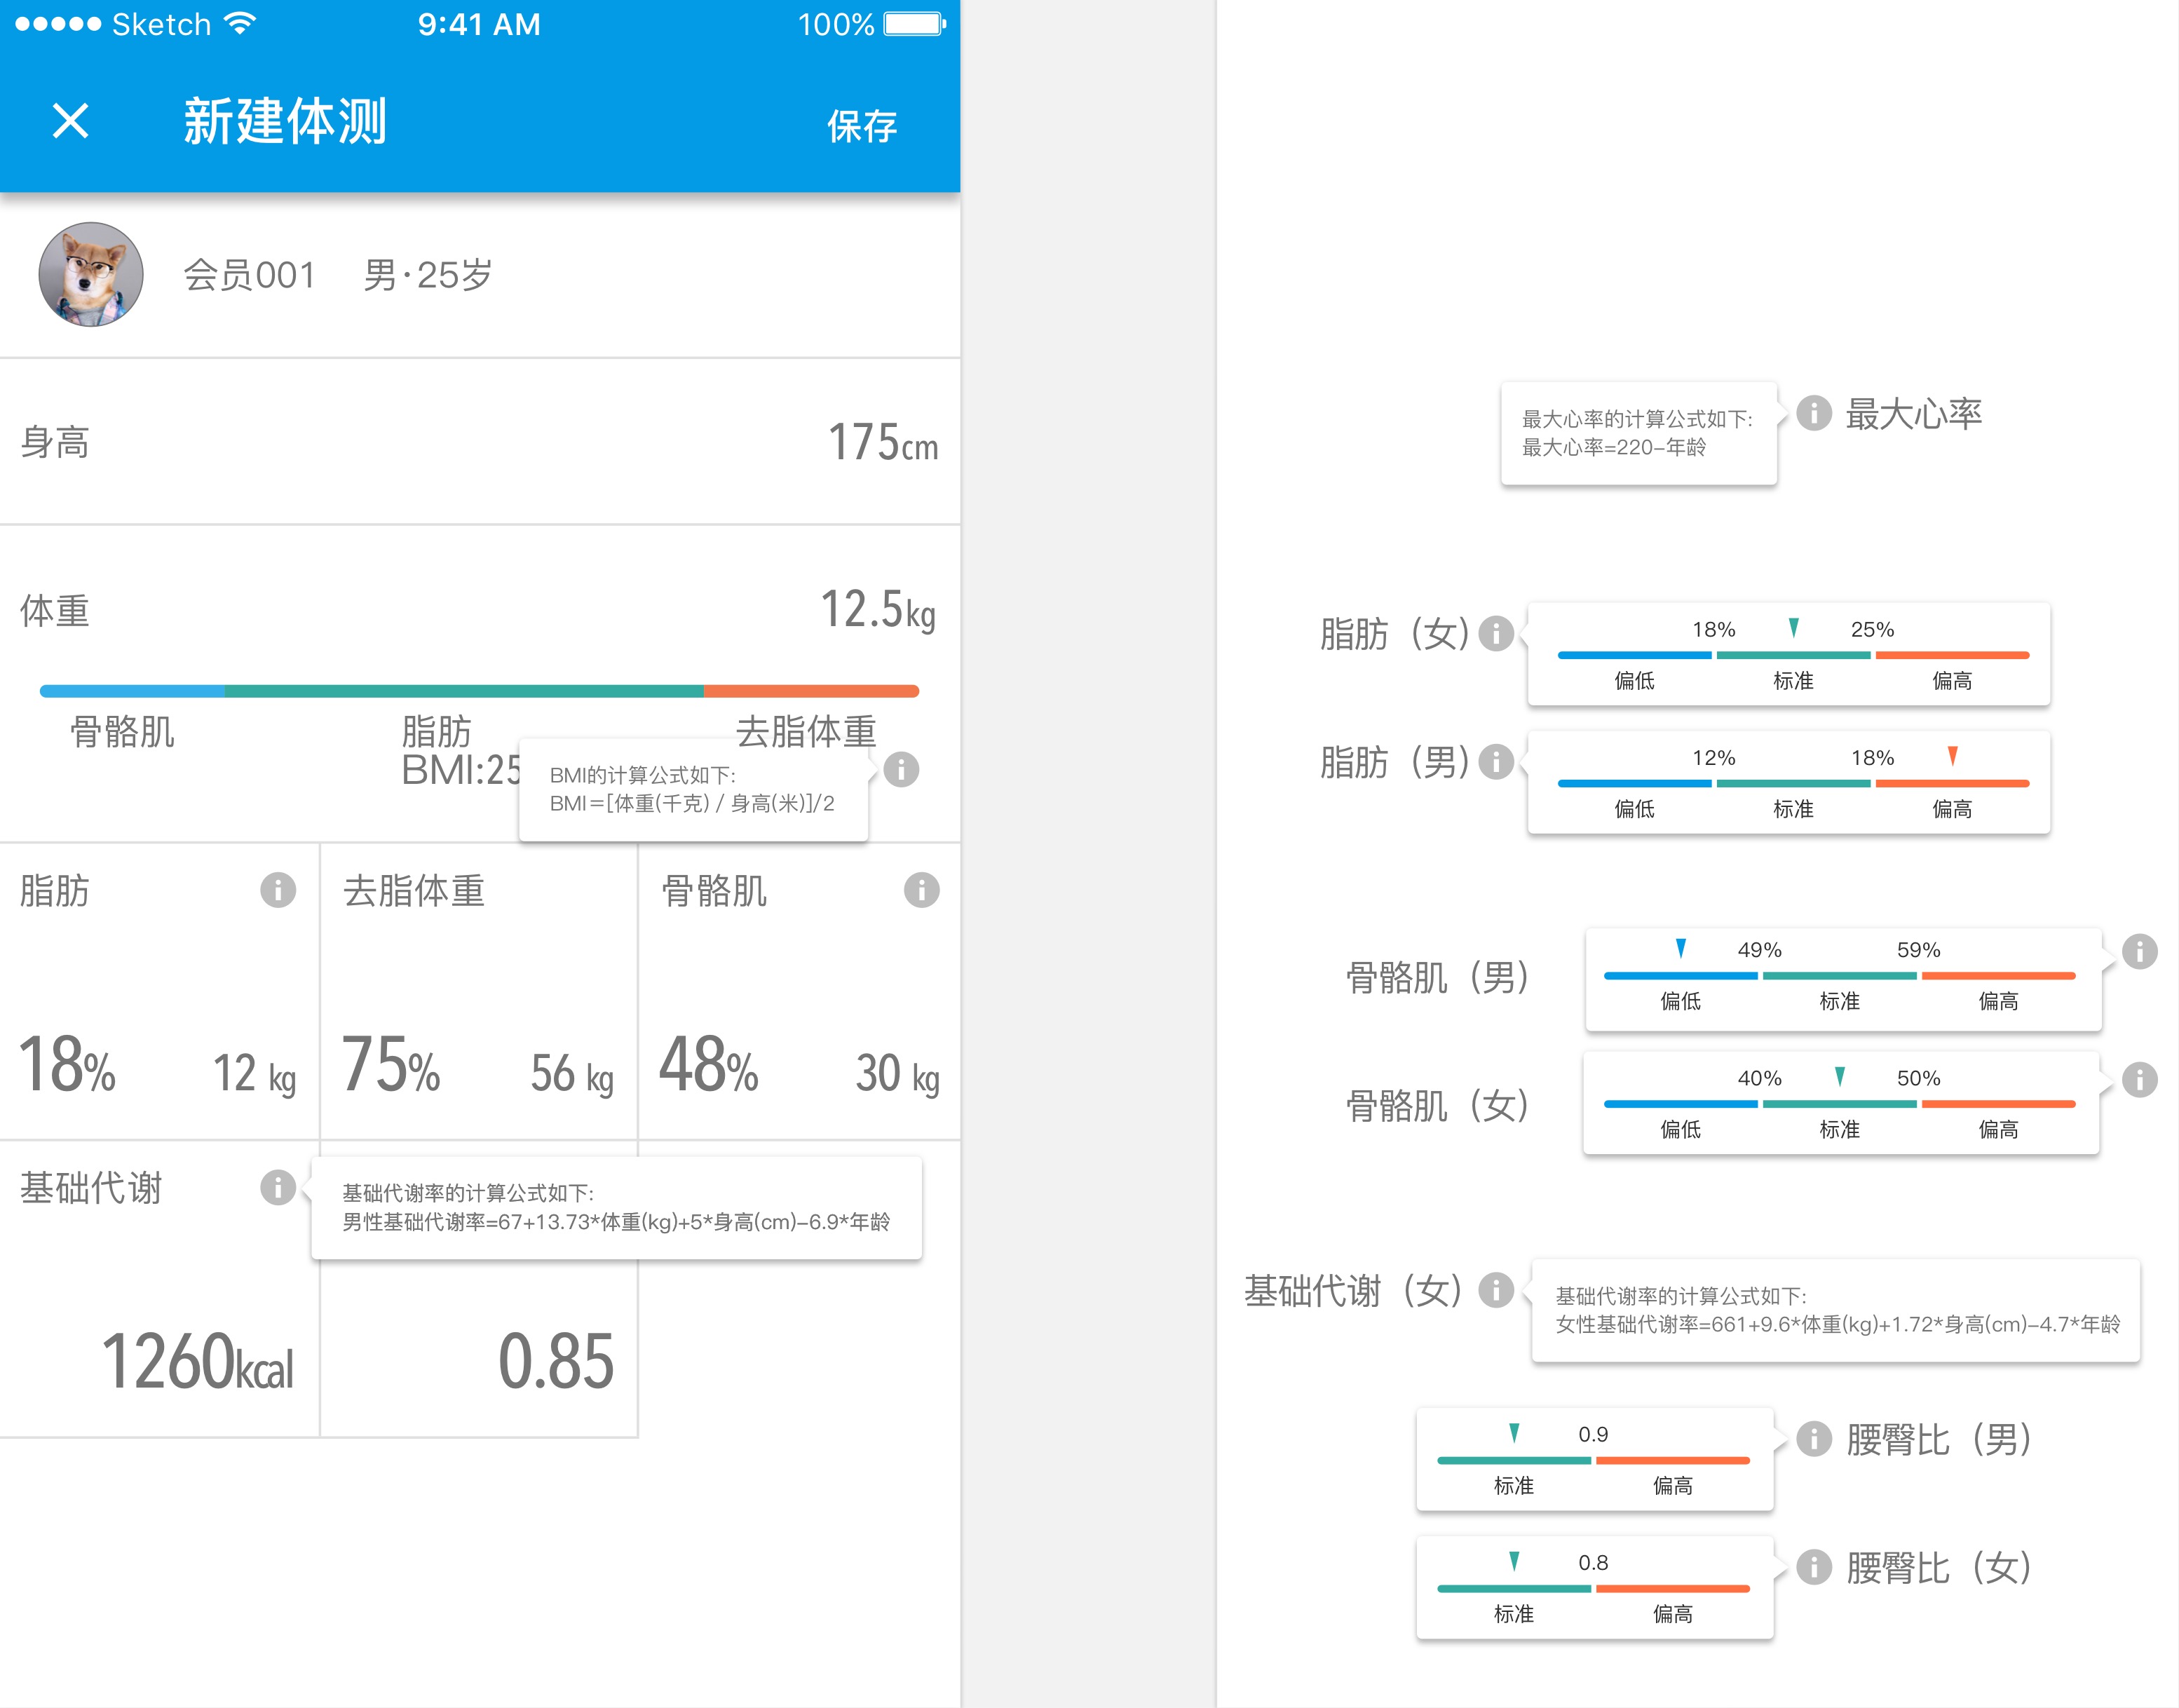 Sketch 9:41 AM 100%
新建体测 保存
会员001 男·25岁
身高 175cm
体重 12.5kg
骨骼肌 脂肪 去脂体重
BMI:25
BMI的计算公式如下:
BMI=[体重(千克) / 身高(米)]/2
脂肪 去脂体重 骨骼肌
18% 12 kg 75% 56 kg 48% 30 kg
基础代谢
基础代谢率的计算公式如下:
男性基础代谢率=67+13.73*体重(kg)+5*身高(cm)-6.9*年龄
1260kcal 0.85
最大心率的计算公式如下:
最大心率=220-年龄
最大心率
脂肪（女）
18% 25%
偏低 标准 偏高
脂肪（男）
12% 18%
偏低 标准 偏高
骨骼肌（男）
49% 59%
偏低 标准 偏高
骨骼肌（女）
40% 50%
偏低 标准 偏高
基础代谢（女）
基础代谢率的计算公式如下:
女性基础代谢率=661+9.6*体重(kg)+1.72*身高(cm)-4.7*年龄
0.9
标准 偏高
腰臀比（男）
0.8
标准 偏高
腰臀比（女）